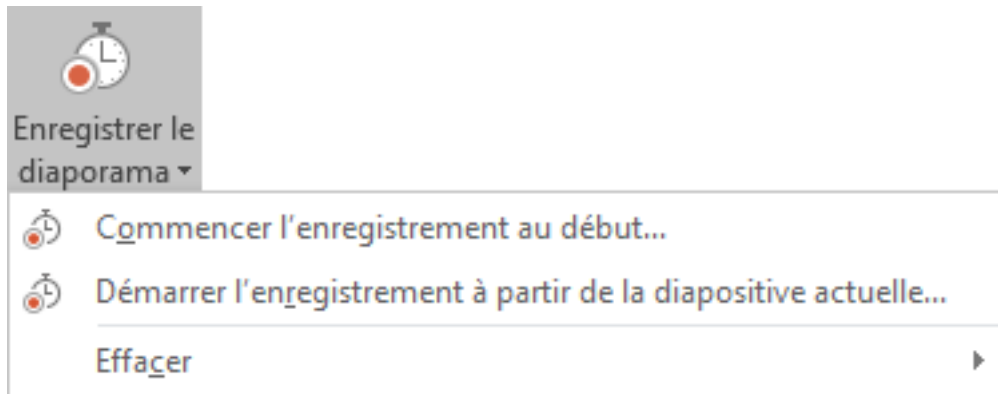 Enregistrer le
diaporama
Commencer l'enregistrement au début...
Démarrer l'enregistrement à partir de la diapositive actuelle...
Effacer